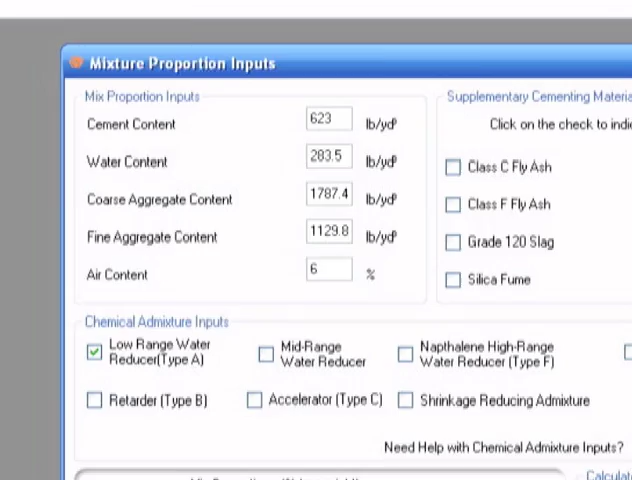 Mixture Proportion Inputs
Mix Proportion Inputs
Cement Content 623 lb/yd³
Water Content 283.5 lb/yd³
Coarse Aggregate Content 1787.4 lb/yd³
Fine Aggregate Content 1129.8 lb/yd³
Air Content 6 %
Supplementary Cementing Materia
Click on the check to indi
Class C Fly Ash
Class F Fly Ash
Grade 120 Slag
Silica Fume
Chemical Admixture Inputs
Low Range Water
Reducer(Type A)
Mid-Range
Water Reducer
Napthalene High-Range
Water Reducer (Type F)
Retarder (Type B)
Accelerator (Type C)
Shrinkage Reducing Admixture
Need Help with Chemical Admixture Inputs?
Calculat